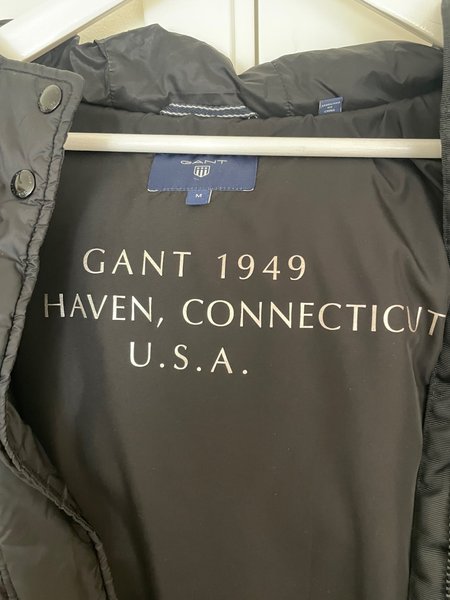 GANT
M
GANT 1949
HAVEN, CONNECTICUT
U.S.A.